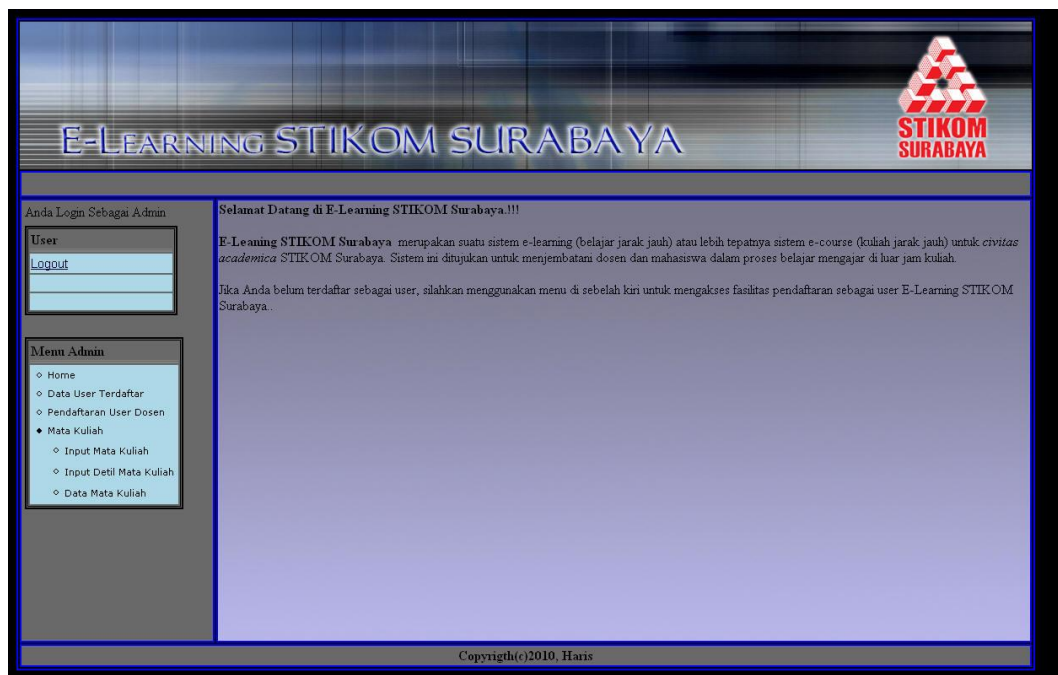 E-LEARNING STIKOM SURABAYA
STIKOM
SURABAYA
Anda Login Sebagai Admin
User
Logout
Menu Admin
Home
Data User Terdaftar
Pendaftaran User Dosen
Mata Kuliah
Input Mata Kuliah
Input Detil Mata Kuliah
Data Mata Kuliah
Selamat Datang di E-Learning STIKOM Surabaya.!!!
E-Leaning STIKOM Surabaya merupakan suatu sistem e-learning (belajar jarak jauh) atau lebih tepatnya sistem e-course (kuliah jarak jauh) untuk civitas
academica STIKOM Surabaya. Sistem ini ditujukan untuk menjembatani dosen dan mahasiswa dalam proses belajar mengajar di luar jam kuliah.
Jika Anda belum terdaftar sebagai user, silahkan menggunakan menu di sebelah kiri untuk mengakses fasilitas pendaftaran sebagai user E-Learning STIKOM
Surabaya..
Copyrigth(c)2010, Haris